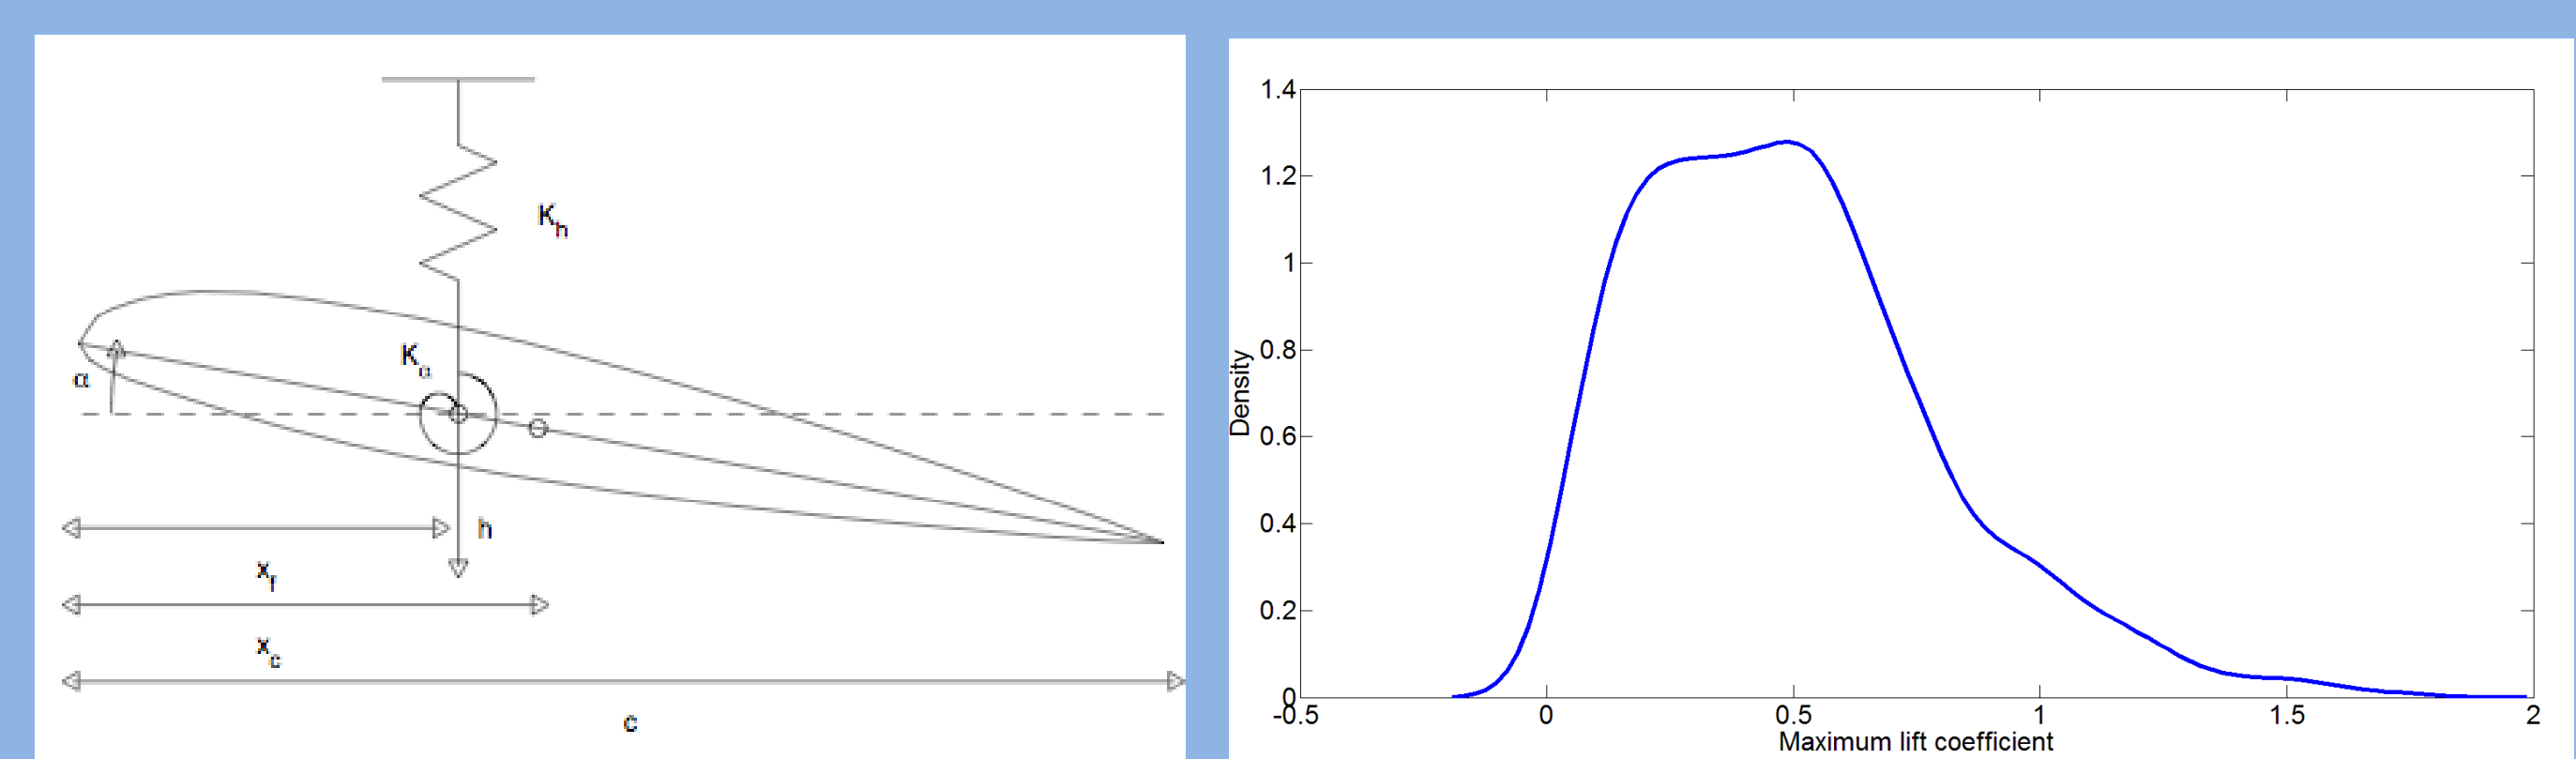 K_h
K_α
α
h
x_f
x_c
c
1.4
1.2
1
0.8
0.6
0.4
0.2
0
Density
-0.5 0 0.5 1 1.5 2
Maximum lift coefficient